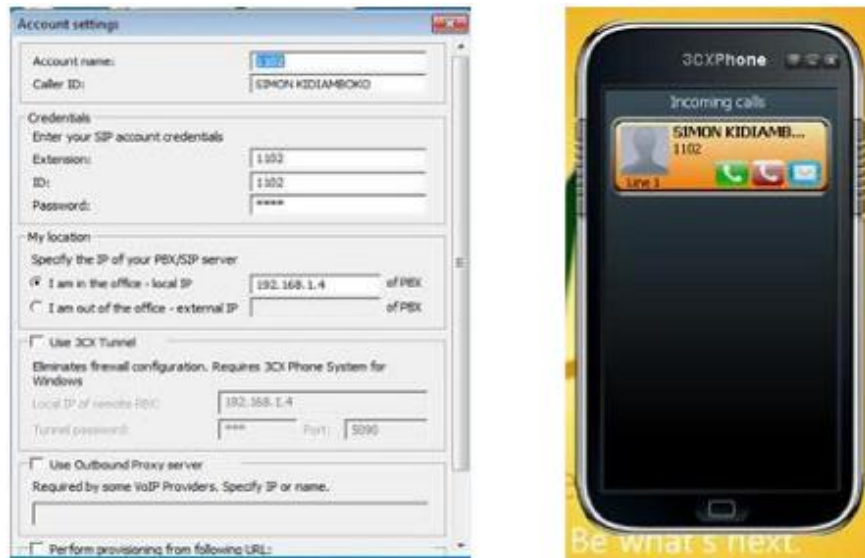 Account settings
Account name:
1102
Caller ID:
SIMON KIDIAMBOKO
Credentials
Enter your SIP account credentials
Extension:
1102
ID:
1102
Password:
****
My location
Specify the IP of your PBX/SIP server
I am in the office - local IP
192.168.1.4
of PBX
I am out of the office - external IP
of PBX
Use 3CX Tunnel
Eliminates firewall configuration. Requires 3CX Phone System for
Windows
Local IP of remote PBX:
192.168.1.4
Tunnel password:
***
Port:
5090
Use Outbound Proxy server
Required by some VoIP Providers. Specify IP or name.
Perform provisioning from following URL:
3CXPhone
Incoming calls
SIMON KIDIAMB...
1102
Line 1
Be what's next.